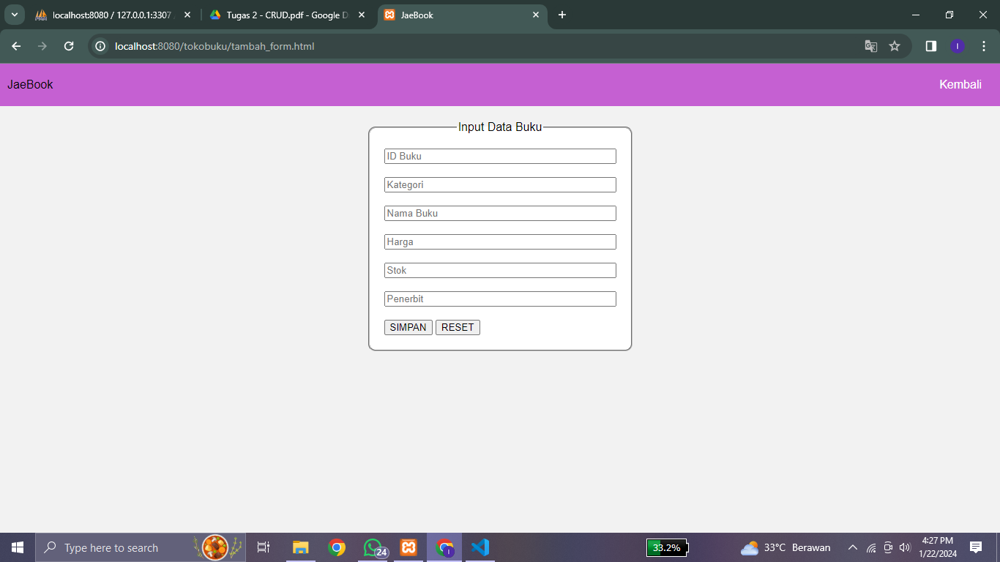 localhost:8080 / 127.0.0.1:3307
Tugas 2 - CRUD.pdf - Google D
JaeBook
localhost:8080/tokobuku/tambah_form.html
I
JaeBook
Kembali
Input Data Buku
ID Buku
Kategori
Nama Buku
Harga
Stok
Penerbit
SIMPAN RESET
Type here to search
24
I
33.2%
33°C Berawan
4:27 PM
1/22/2024